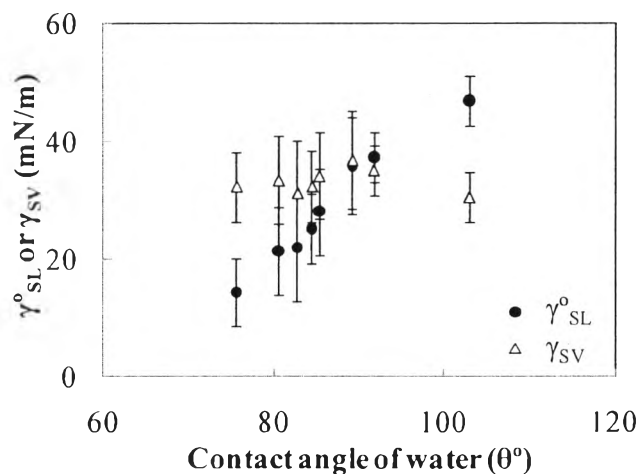 60
40
20
0
γ°SL or γSV (mN/m)
γ°SL
γSV
60 80 100 120
Contact angle of water (θ°)